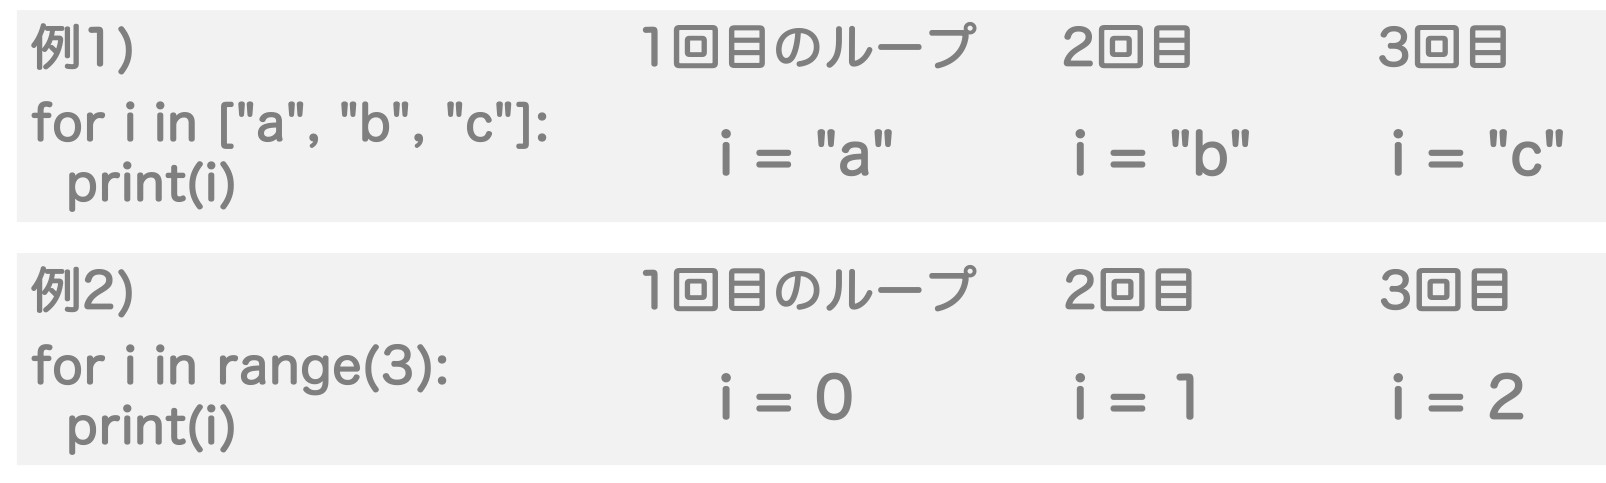 例1) 1回目のループ 2回目 3回目
for i in ["a", "b", "c"]:
print(i)
i = "a" i = "b" i = "c"
例2) 1回目のループ 2回目 3回目
for i in range(3):
print(i)
i = 0 i = 1 i = 2